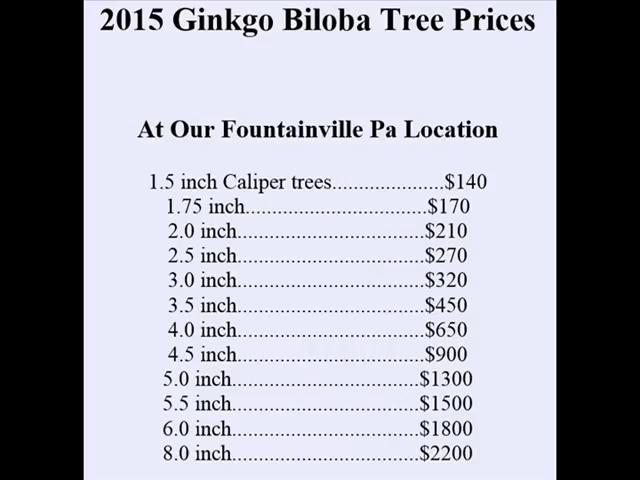 2015 Ginkgo Biloba Tree Prices
At Our Fountainville Pa Location
1.5 inch Caliper trees.....................$140
1.75 inch..................................$170
2.0 inch...................................$210
2.5 inch...................................$270
3.0 inch...................................$320
3.5 inch...................................$450
4.0 inch...................................$650
4.5 inch...................................$900
5.0 inch...................................$1300
5.5 inch...................................$1500
6.0 inch...................................$1800
8.0 inch...................................$2200